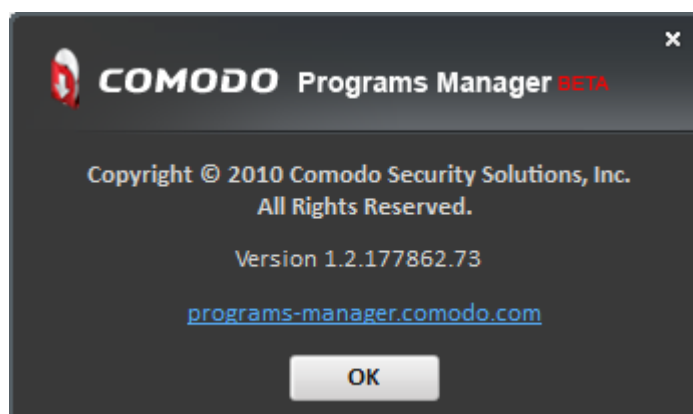 COMODO Programs Manager BETA
Copyright © 2010 Comodo Security Solutions, Inc.
All Rights Reserved.
Version 1.2.177862.73
programs-manager.comodo.com
OK